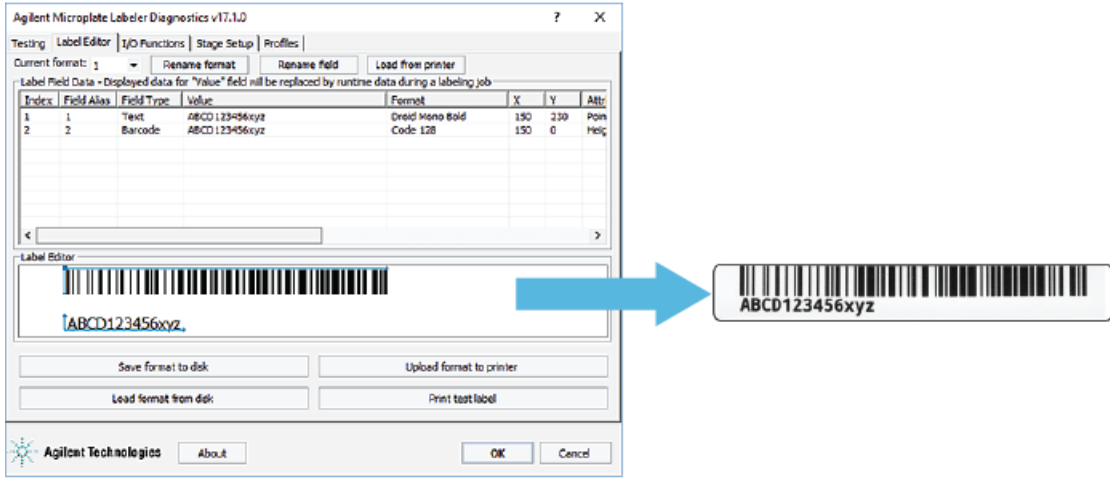 Agilent Microplate Labeler Diagnostics v17.1.0 ? X
Testing Label Editor I/O Functions Stage Setup Profiles
Current format: 1 Rename format Rename field Load from printer
Label Field Data - Displayed data for "Value" field will be replaced by runtime data during a labeling job
Index Field Alias Field Type Value Format X Y Attri
1 1 Text ABCD123456xyz Droid Mono Bold 150 230 Poin
2 2 Barcode ABCD123456xyz Code 128 150 0 Heig
Label Editor
ABCD123456xyz
ABCD123456xyz
Save format to disk Upload format to printer
Load format from disk Print test label
Agilent Technologies About OK Cancel